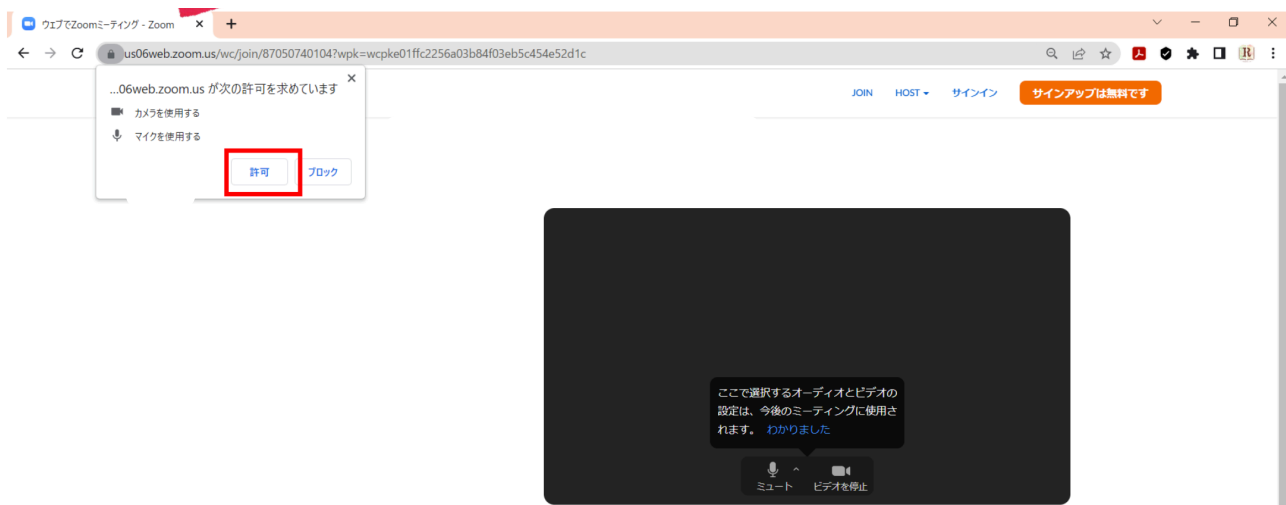 ウェブでZoomミーティング - Zoom
us06web.zoom.us/wc/join/87050740104?wpk=wcpke01ffc2256a03b84f03eb5c454e52d1c
...06web.zoom.us が次の許可を求めています
カメラを使用する
マイクを使用する
許可 ブロック
JOIN HOST サインイン サインアップは無料です
ここで選択するオーディオとビデオの
設定は、今後のミーティングに使用さ
れます。 わかりました
ミュート ビデオを停止
R